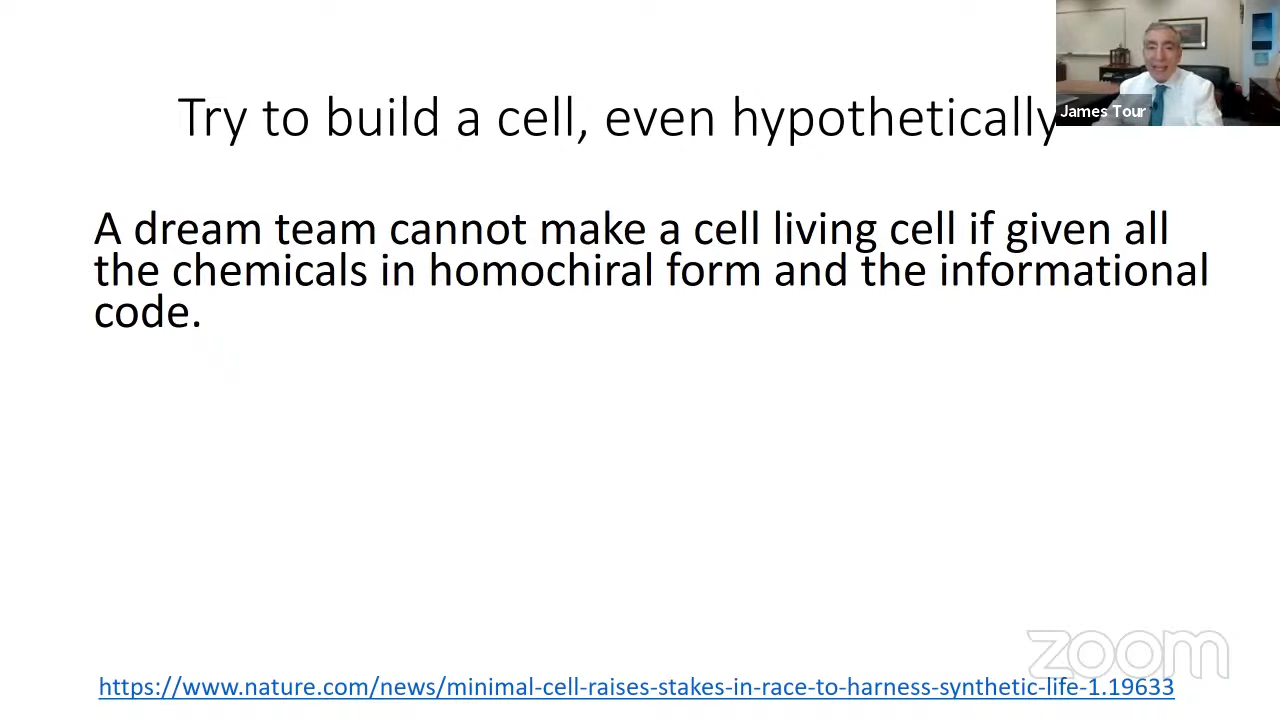 Try to build a cell, even hypothetically
James Tour
A dream team cannot make a cell living cell if given all
the chemicals in homochiral form and the informational
code.
zoom
https://www.nature.com/news/minimal-cell-raises-stakes-in-race-to-harness-synthetic-life-1.19633